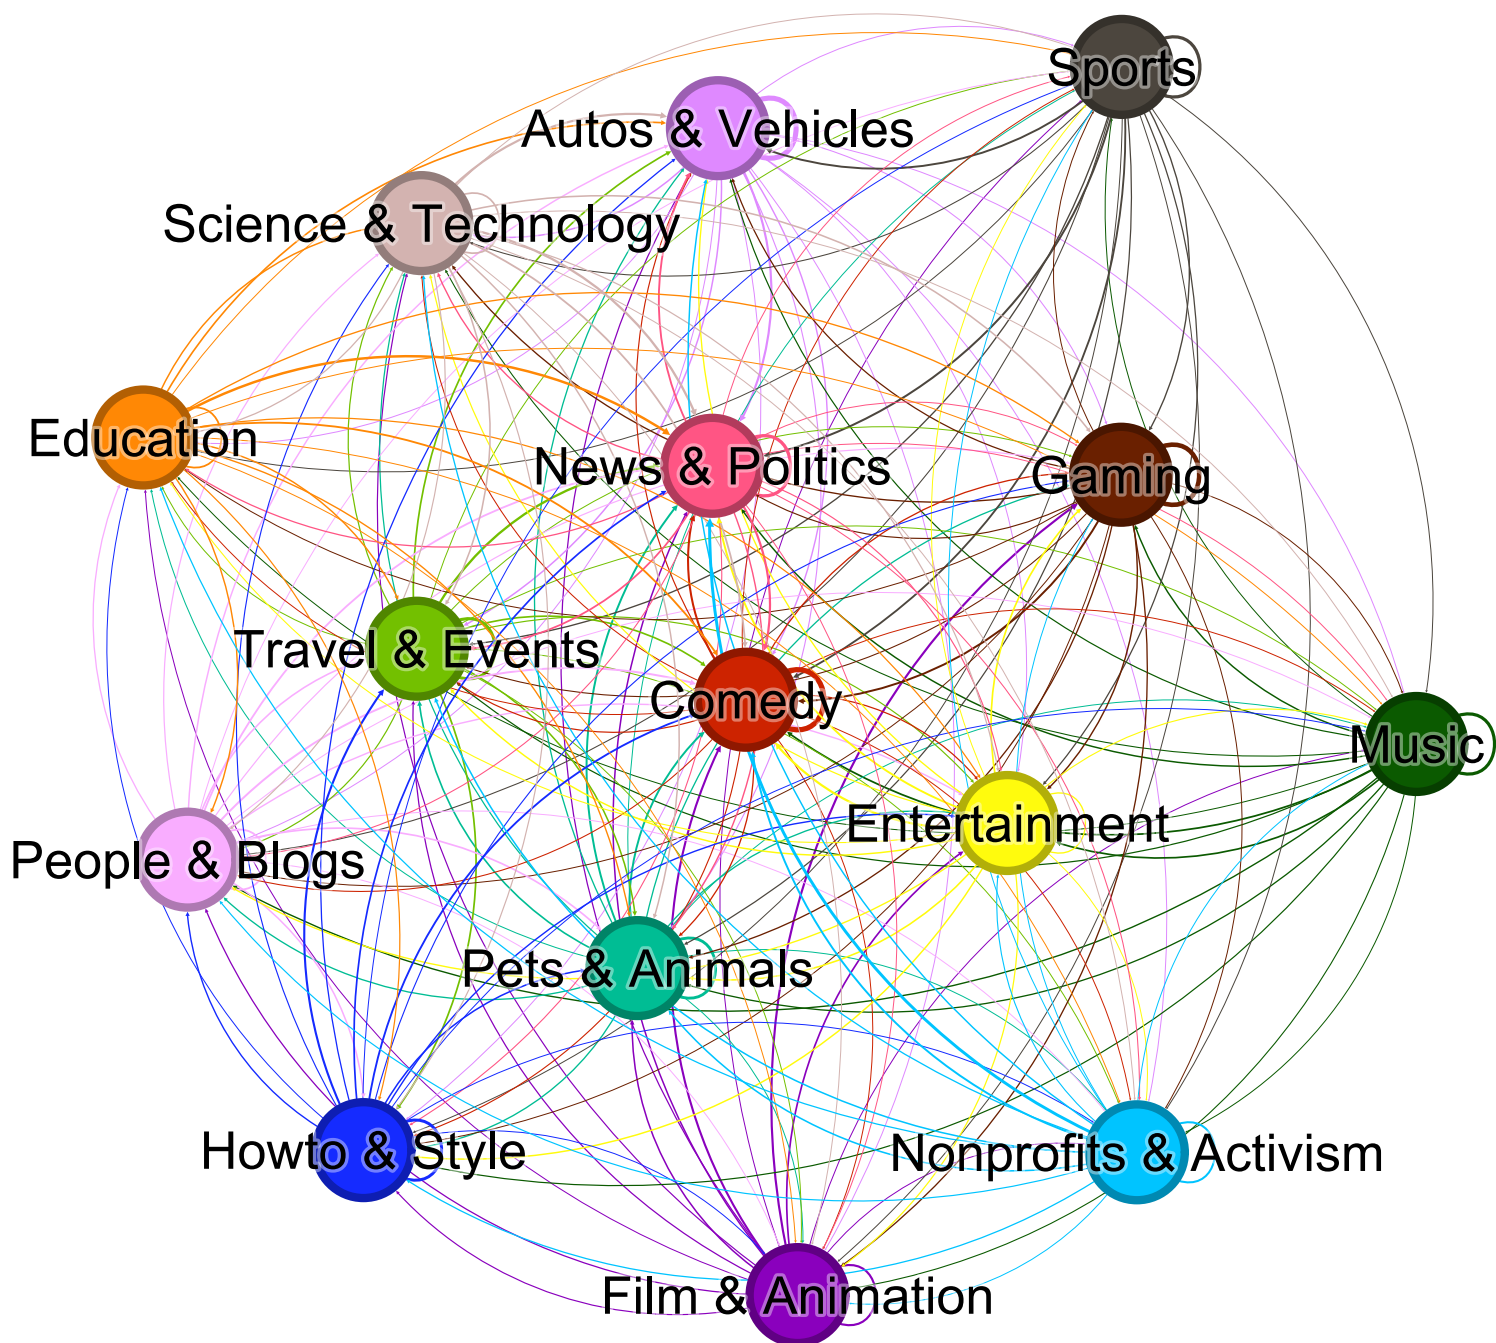 Sports
Autos & Vehicles
Science & Technology
Education
News & Politics
Gaming
Travel & Events
Comedy
Music
Entertainment
People & Blogs
Pets & Animals
Howto & Style
Nonprofits & Activism
Film & Animation